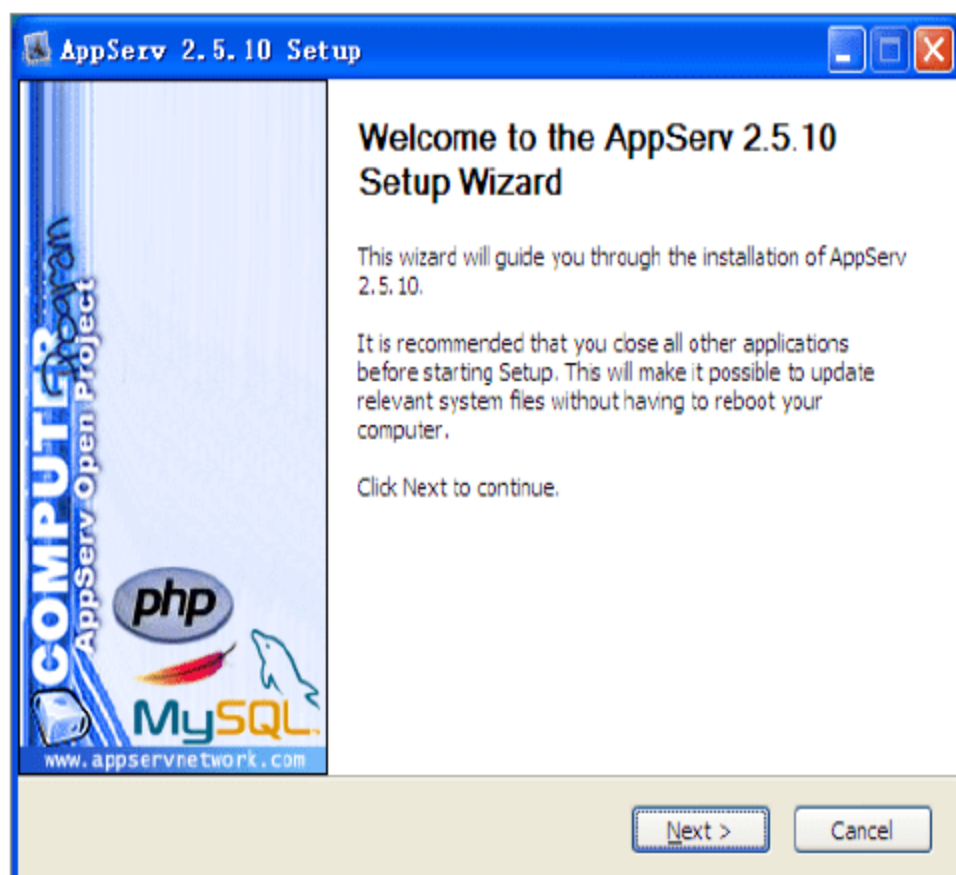 AppServ 2.5.10 Setup
Welcome to the AppServ 2.5.10
Setup Wizard
This wizard will guide you through the installation of AppServ
2.5.10.
It is recommended that you close all other applications
before starting Setup. This will make it possible to update
relevant system files without having to reboot your
computer.
Click Next to continue.
COMPUTER
Program
AppServ Open Project
php
MySQL
www.appservnetwork.com
Next >
Cancel